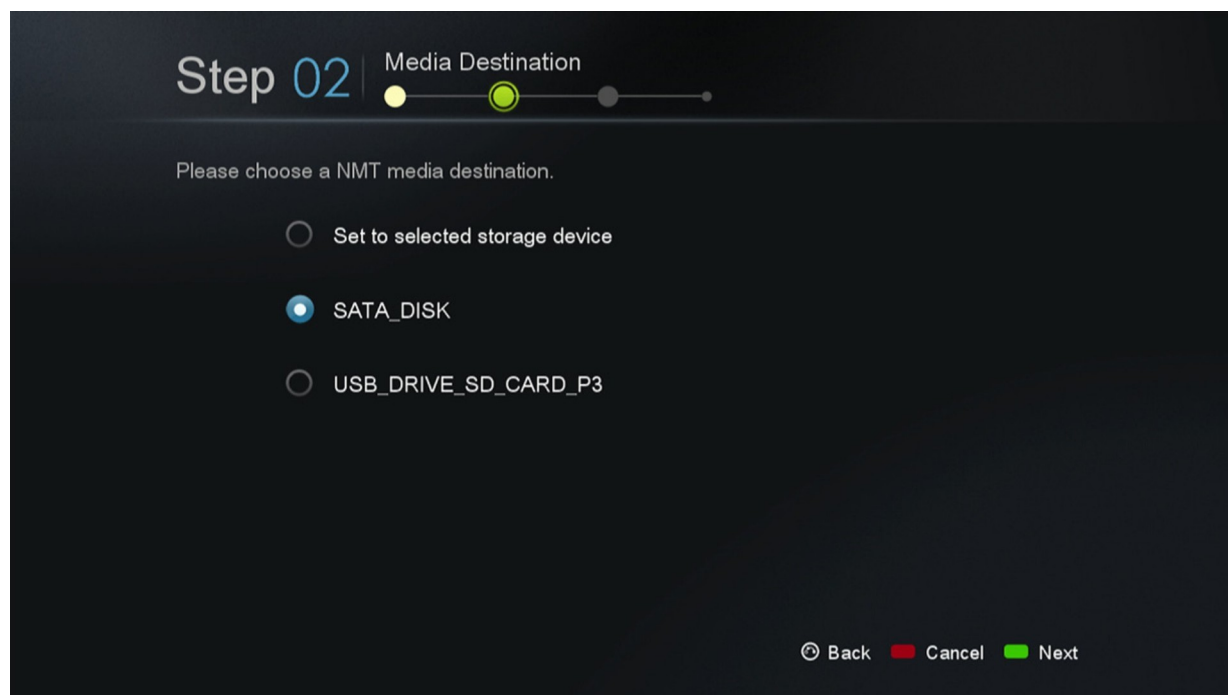 Step 02
Media Destination
Please choose a NMT media destination.
Set to selected storage device
SATA_DISK
USB_DRIVE_SD_CARD_P3
Back Cancel Next